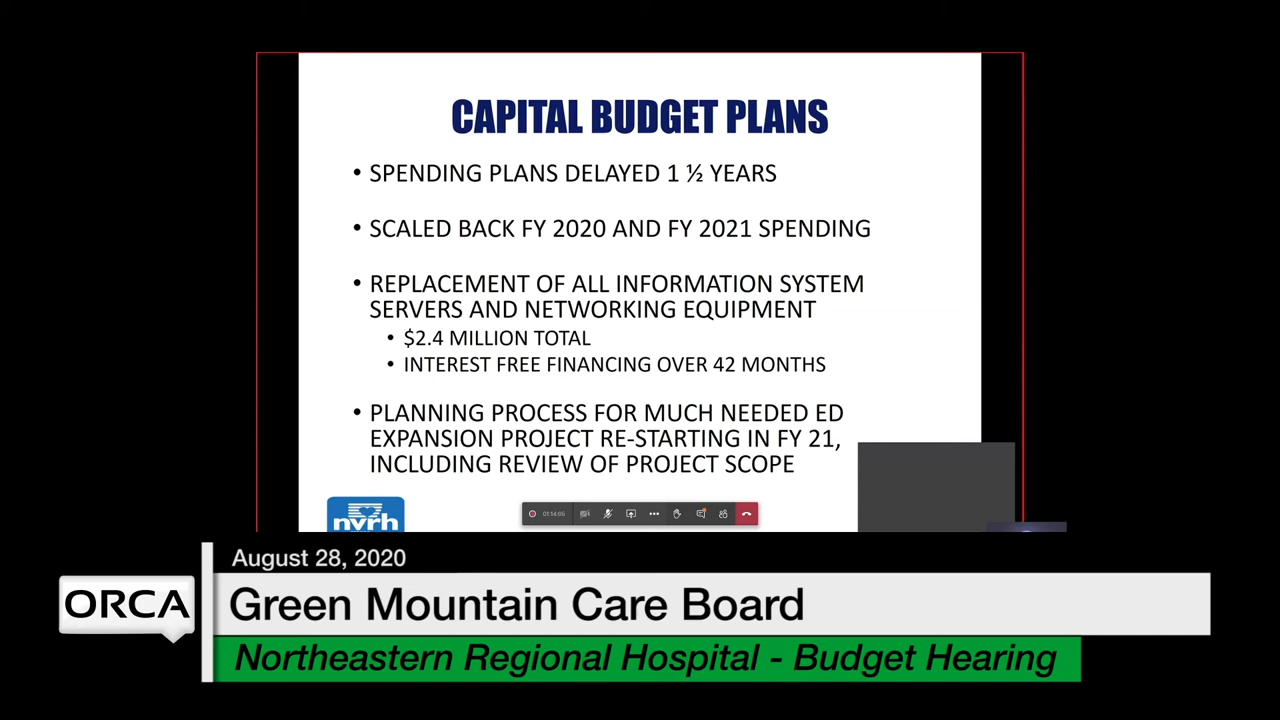 CAPITAL BUDGET PLANS
• SPENDING PLANS DELAYED 1 ½ YEARS
• SCALED BACK FY 2020 AND FY 2021 SPENDING
• REPLACEMENT OF ALL INFORMATION SYSTEM
SERVERS AND NETWORKING EQUIPMENT
• $2.4 MILLION TOTAL
• INTEREST FREE FINANCING OVER 42 MONTHS
• PLANNING PROCESS FOR MUCH NEEDED ED
EXPANSION PROJECT RE-STARTING IN FY 21,
INCLUDING REVIEW OF PROJECT SCOPE
nvrh
01:14:05
August 28, 2020
ORCA
Green Mountain Care Board
Northeastern Regional Hospital - Budget Hearing